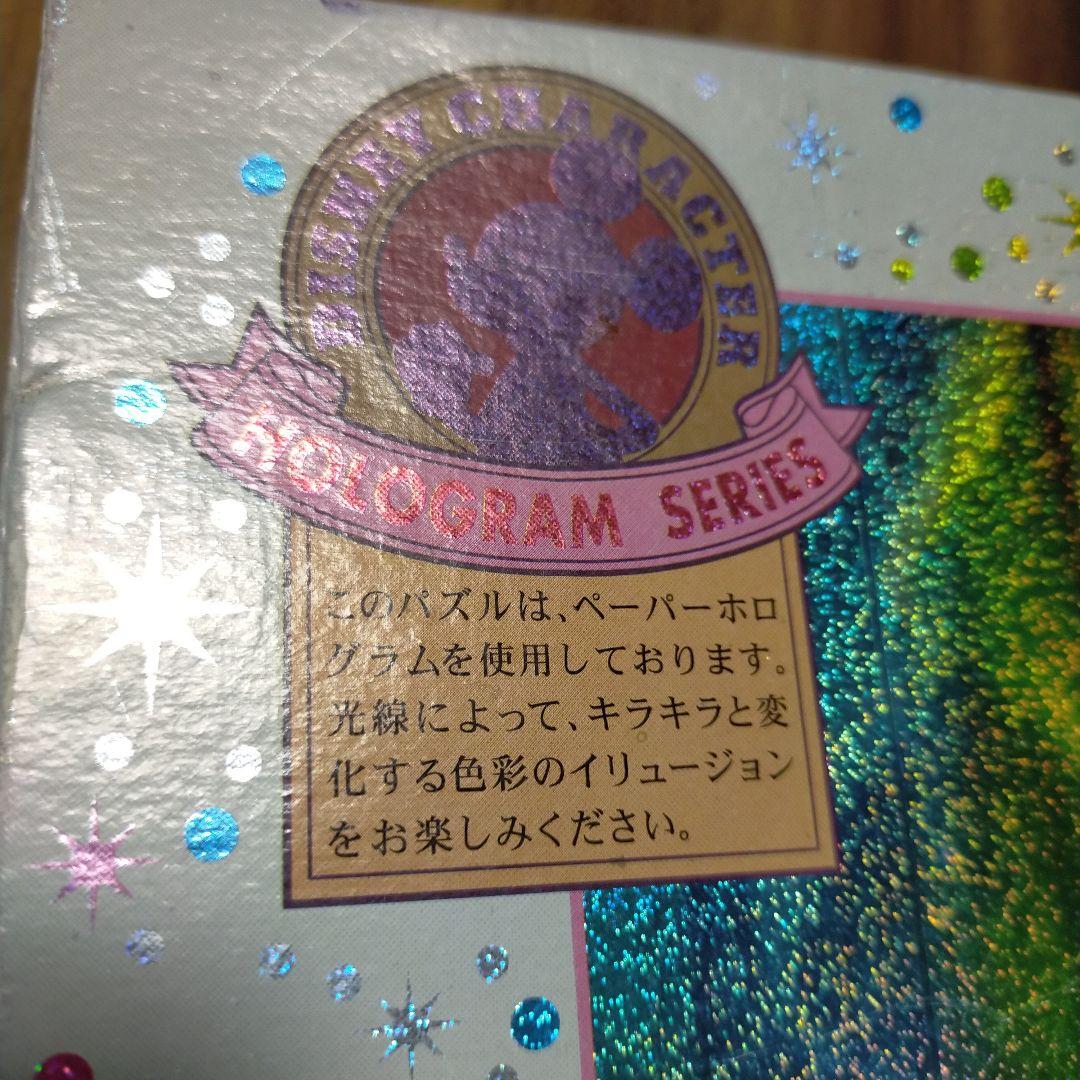 DISNEY CHARACTER
HOLOGRAM SERIES
このパズルは、ペーパーホロ
グラムを使用しております。
光線によって、キラキラと変
化する色彩のイリュージョン
をお楽しみください。